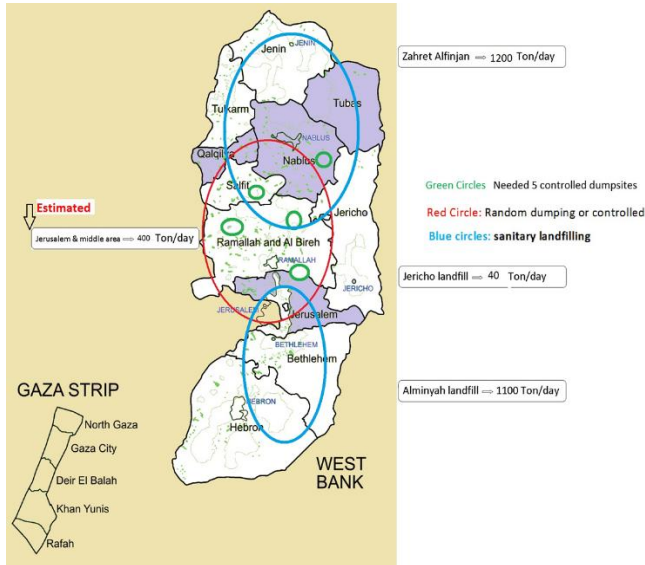 Jenin
JENIN
Zahret Alfinjan ⇒ 1200 Ton/day
Tulkarm
Tubas
NABLUS
Qalqiliya
Nablus
Green Circles Needed 5 controlled dumpsites
Salfit
Estimated
Jericho
Red Circle: Random dumping or controlled
Jerusalem & middle area ⇒ 400 Ton/day
Ramallah and Al Bireh
Blue circles: sanitary landfilling
RAMALLAH
Jericho landfill ⇒ 40 Ton/day
JERICHO
JERUSALEM
Jerusalem
BETHLEHEM
Bethlehem
Alminyah landfill ⇒ 1100 Ton/day
GAZA STRIP
HEBRON
Hebron
North Gaza
Gaza City
WEST
BANK
Deir El Balah
Khan Yunis
Rafah